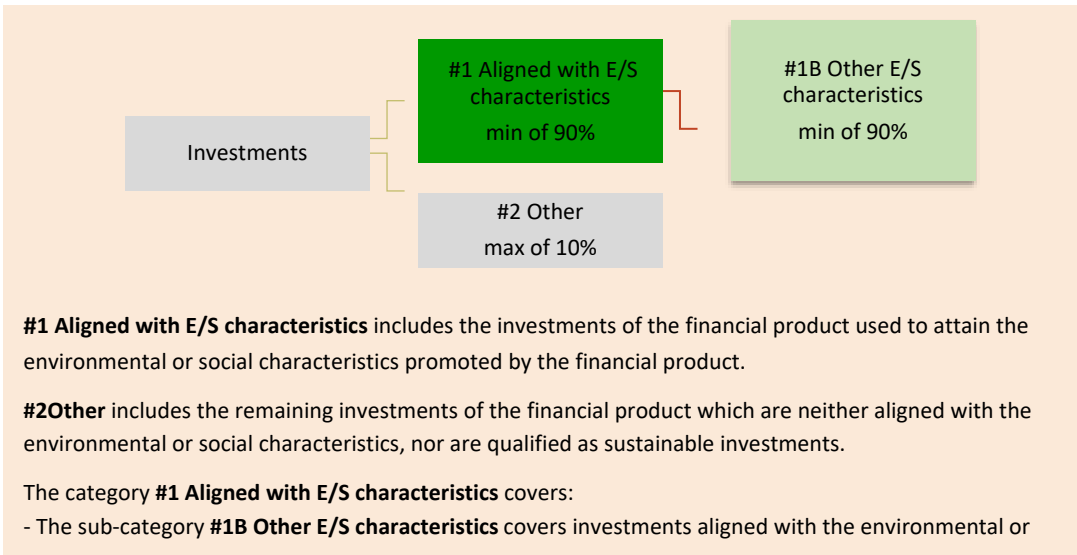 #1 Aligned with E/S
characteristics
min of 90%
#1B Other E/S
characteristics
min of 90%
Investments
#2 Other
max of 10%
#1 Aligned with E/S characteristics includes the investments of the financial product used to attain the
environmental or social characteristics promoted by the financial product.
#2Other includes the remaining investments of the financial product which are neither aligned with the
environmental or social characteristics, nor are qualified as sustainable investments.
The category #1 Aligned with E/S characteristics covers:
- The sub-category #1B Other E/S characteristics covers investments aligned with the environmental or